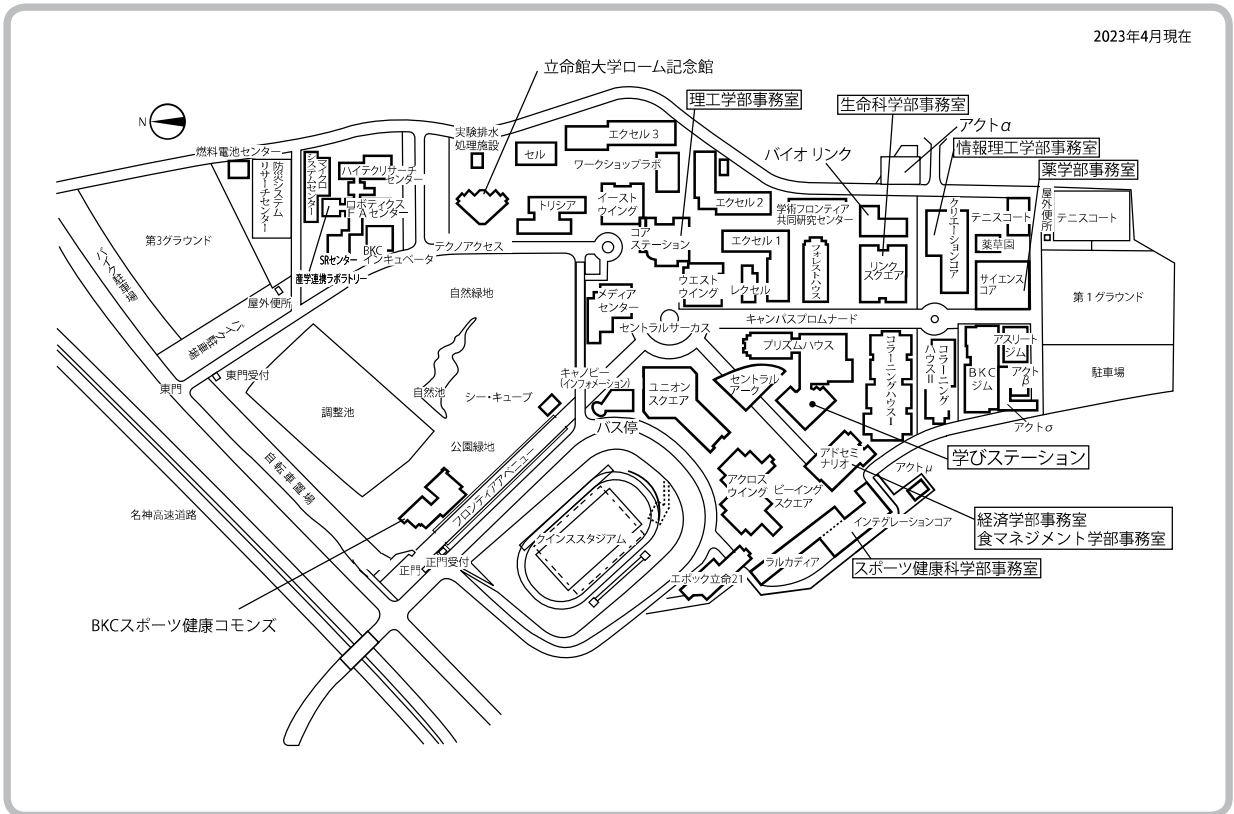 2023年4月現在
立命館大学ローム記念館
理工学部事務室
生命科学部事務室
アクトα
情報理工学部事務室
薬学部事務室
N
実験排水
処理施設
エクセル3
セル
ワークショップラボ
バイオリンク
燃料電池センター
防災システム
リサーチセンター
マイクロ
システムセンター
ハイテクリサーチ
センター
ロボティクス
FAセンター
トリシア
イースト
ウイング
エクセル2
学術フロンティア
共同研究センター
クリエーションコア
テニスコート
屋外便所
テニスコート
第3グラウンド
バイク駐車場
SRセンター
BKC
インキュベータ
産学連携ラボラトリー
テクノアクセス
コア
ステーション
エクセル1
フォレストハウス
リンク
スクエア
薬草園
サイエンス
コア
第1グラウンド
屋外便所
バイク駐車場
自然緑地
メディア
センター
ウエスト
ウイング
レクセル
セントラルサーカス
キャンパスプロムナード
東門
東門受付
調整池
自然池
シー・キューブ
キャノピー
(インフォメーション)
ユニオン
スクエア
セントラル
アーク
プリズムハウス
コラーニングハウスⅠ
コラーニング
ハウスⅡ
BKC
ジム
アスリート
ジム
アクト
β
駐車場
アクトσ
バス停
公園緑地
フロンティアアベニュー
自転車置場
名神高速道路
学びステーション
アドセミ
ナリオ
アクトμ
アクロス
ウイング
ビーイング
スクエア
クインススタジアム
インテグレーションコア
経済学部事務室
食マネジメント学部事務室
正門
正門受付
エポック立命21
ラルカディア
スポーツ健康科学部事務室
BKCスポーツ健康コモンズ